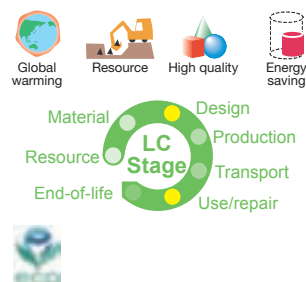 Global warming
Resource
High quality
Energy saving
Material
Design
Production
Resource
LC Stage
Transport
End-of-life
Use/repair